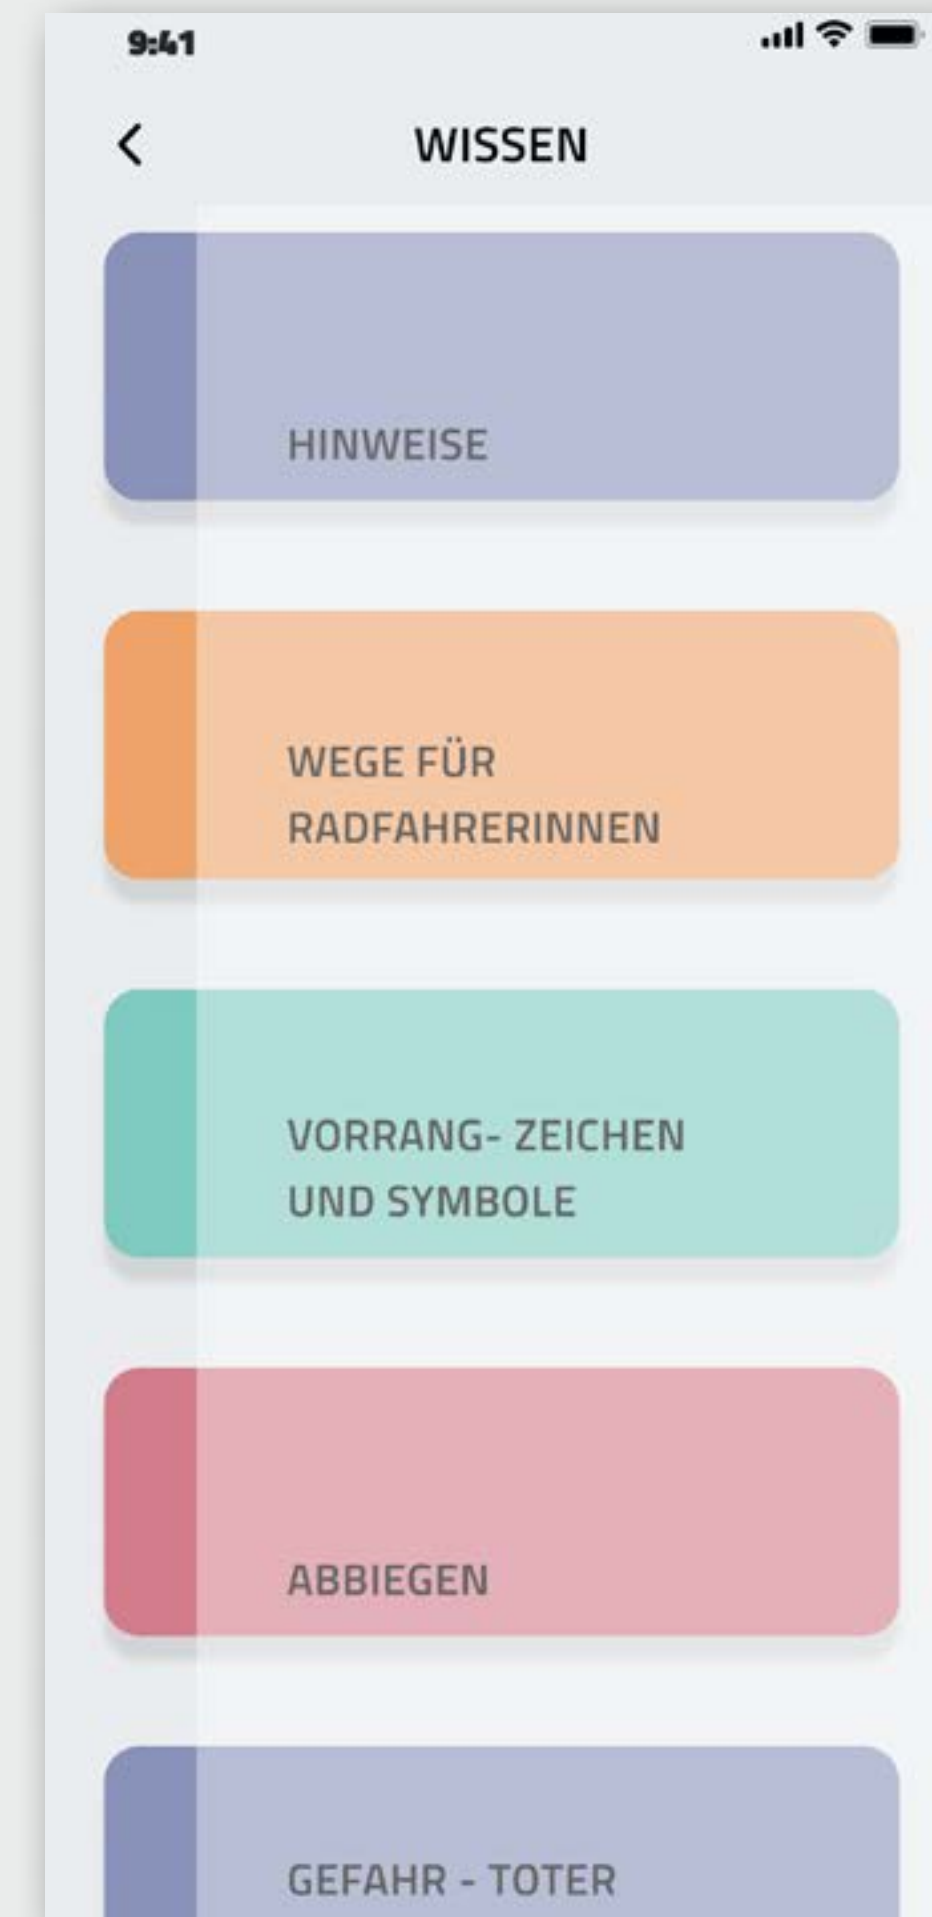 9:41
WISSEN
HINWEISE
WEGE FÜR
RADFAHRERINNEN
VORRANG- ZEICHEN
UND SYMBOLE
ABBIEGEN
GEFAHR - TOTER